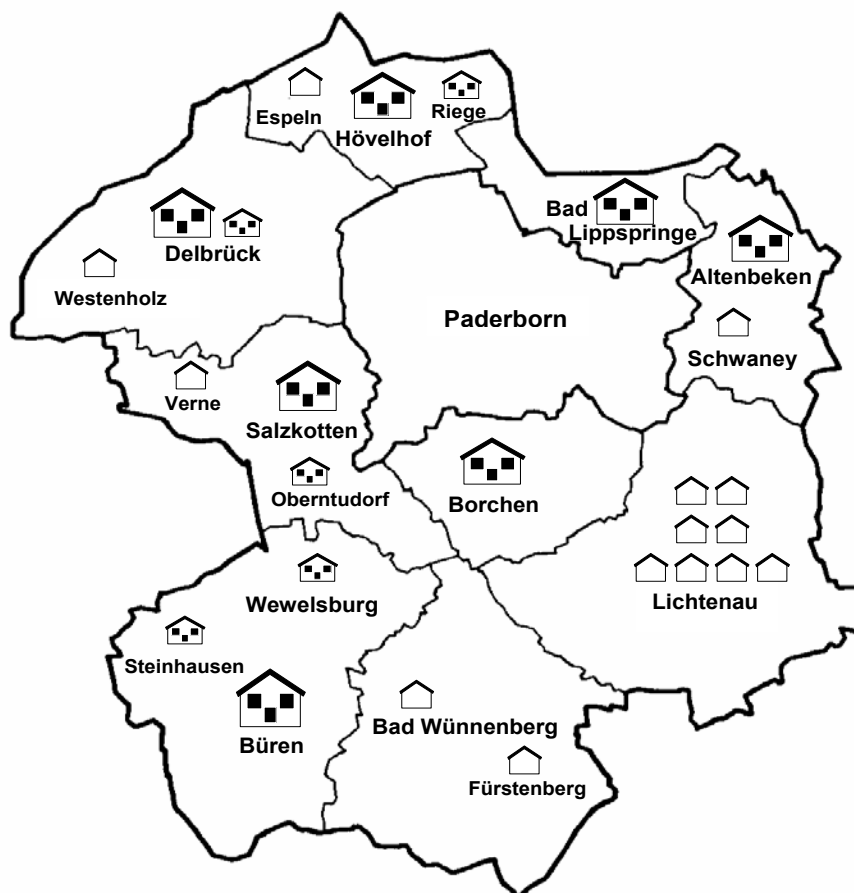 Espeln
Hövelhof
Riege
Bad
Lippspringe
Delbrück
Altenbeken
Westenholz
Paderborn
Schwaney
Verne
Salzkotten
Oberntudorf
Borchen
Wewelsburg
Lichtenau
Steinhausen
Büren
Bad Wünnenberg
Fürstenberg